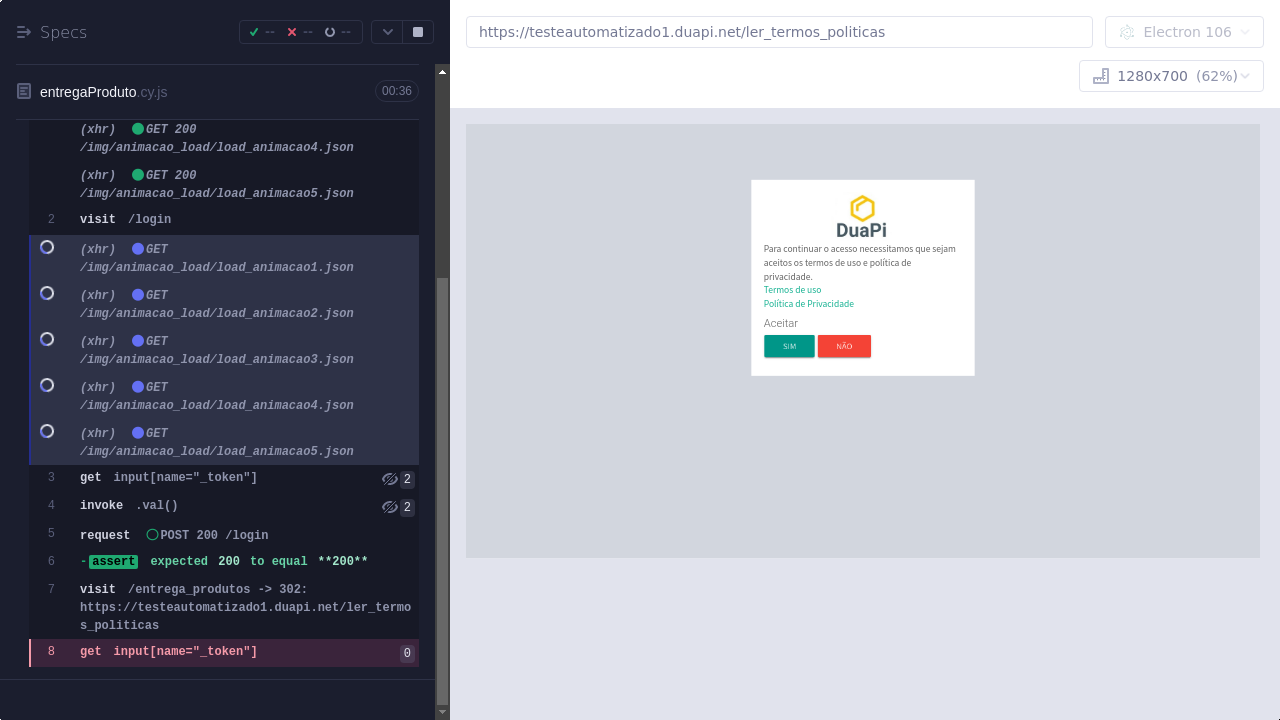 Specs
--
--
--
https://testeautomatizado1.duapi.net/ler_termos_politicas
Electron 106
1280x700 (62%)
entregaProduto.cy.js
00:36
(xhr) GET 200
/img/animacao_load/load_animacao4.json
(xhr) GET 200
/img/animacao_load/load_animacao5.json
2 visit /login
(xhr) GET
/img/animacao_load/load_animacao1.json
(xhr) GET
/img/animacao_load/load_animacao2.json
(xhr) GET
/img/animacao_load/load_animacao3.json
(xhr) GET
/img/animacao_load/load_animacao4.json
(xhr) GET
/img/animacao_load/load_animacao5.json
3 get input[name="_token"] 2
4 invoke .val() 2
5 request POST 200 /login
6 -assert expected 200 to equal **200**
7 visit /entrega_produtos -> 302:
https://testeautomatizado1.duapi.net/ler_termo
s_politicas
8 get input[name="_token"] 0
DuaPi
Para continuar o acesso necessitamos que sejam
aceitos os termos de uso e política de
privacidade.
Termos de uso
Política de Privacidade
Aceitar
SIM NÃO